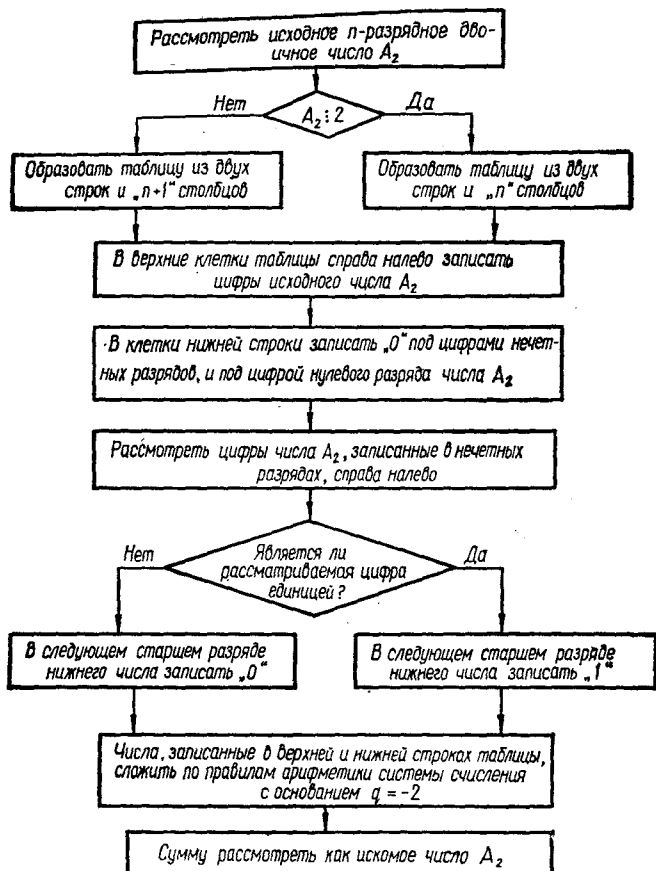 Рассмотреть исходное n-разрядное дво-
ичное число A₂
Нет
A₂⋮2
Да
Образовать таблицу из двух
строк и „n+1“ столбцов
Образовать таблицу из двух
строк и „n“ столбцов
В верхние клетки таблицы справа налево записать
цифры исходного числа A₂
В клетки нижней строки записать „0“ под цифрами нечет-
ных разрядов, и под цифрой нулевого разряда числа A₂
Рассмотреть цифры числа A₂, записанные в нечетных
разрядах, справа налево
Нет
Является ли
рассматриваемая цифра
единицей?
Да
В следующем старшем разряде
нижнего числа записать „0“
В следующем старшем разряде
нижнего числа записать „1“
Числа, записанные в верхней и нижней строках таблицы,
сложить по правилам арифметики системы счисления
с основанием q = -2
Сумму рассмотреть как искомое число A₂